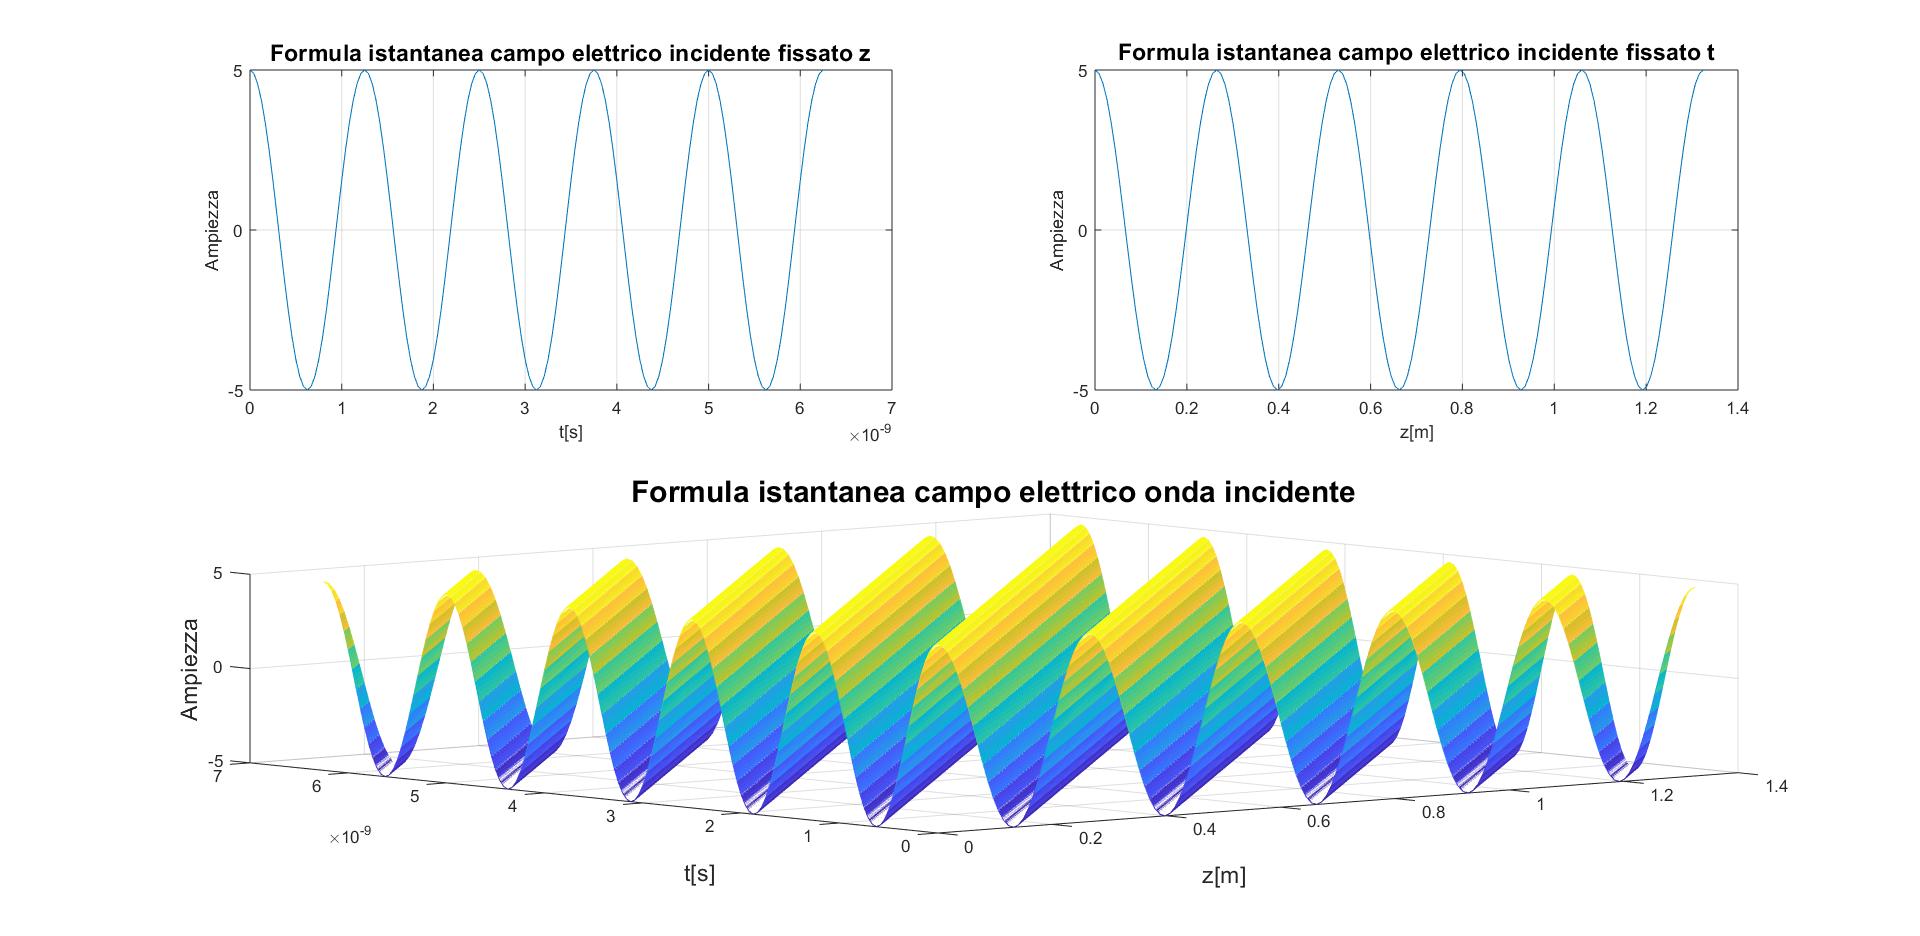 Formula istantanea campo elettrico incidente fissato z
5
0
-5
Ampiezza
0 1 2 3 4 5 6 7
t[s]
×10-9
Formula istantanea campo elettrico incidente fissato t
5
0
-5
Ampiezza
0 0.2 0.4 0.6 0.8 1 1.2 1.4
z[m]
Formula istantanea campo elettrico onda incidente
5
0
-5
Ampiezza
7 6 5 4 3 2 1 0
×10-9
t[s]
0 0.2 0.4 0.6 0.8 1 1.2 1.4
z[m]